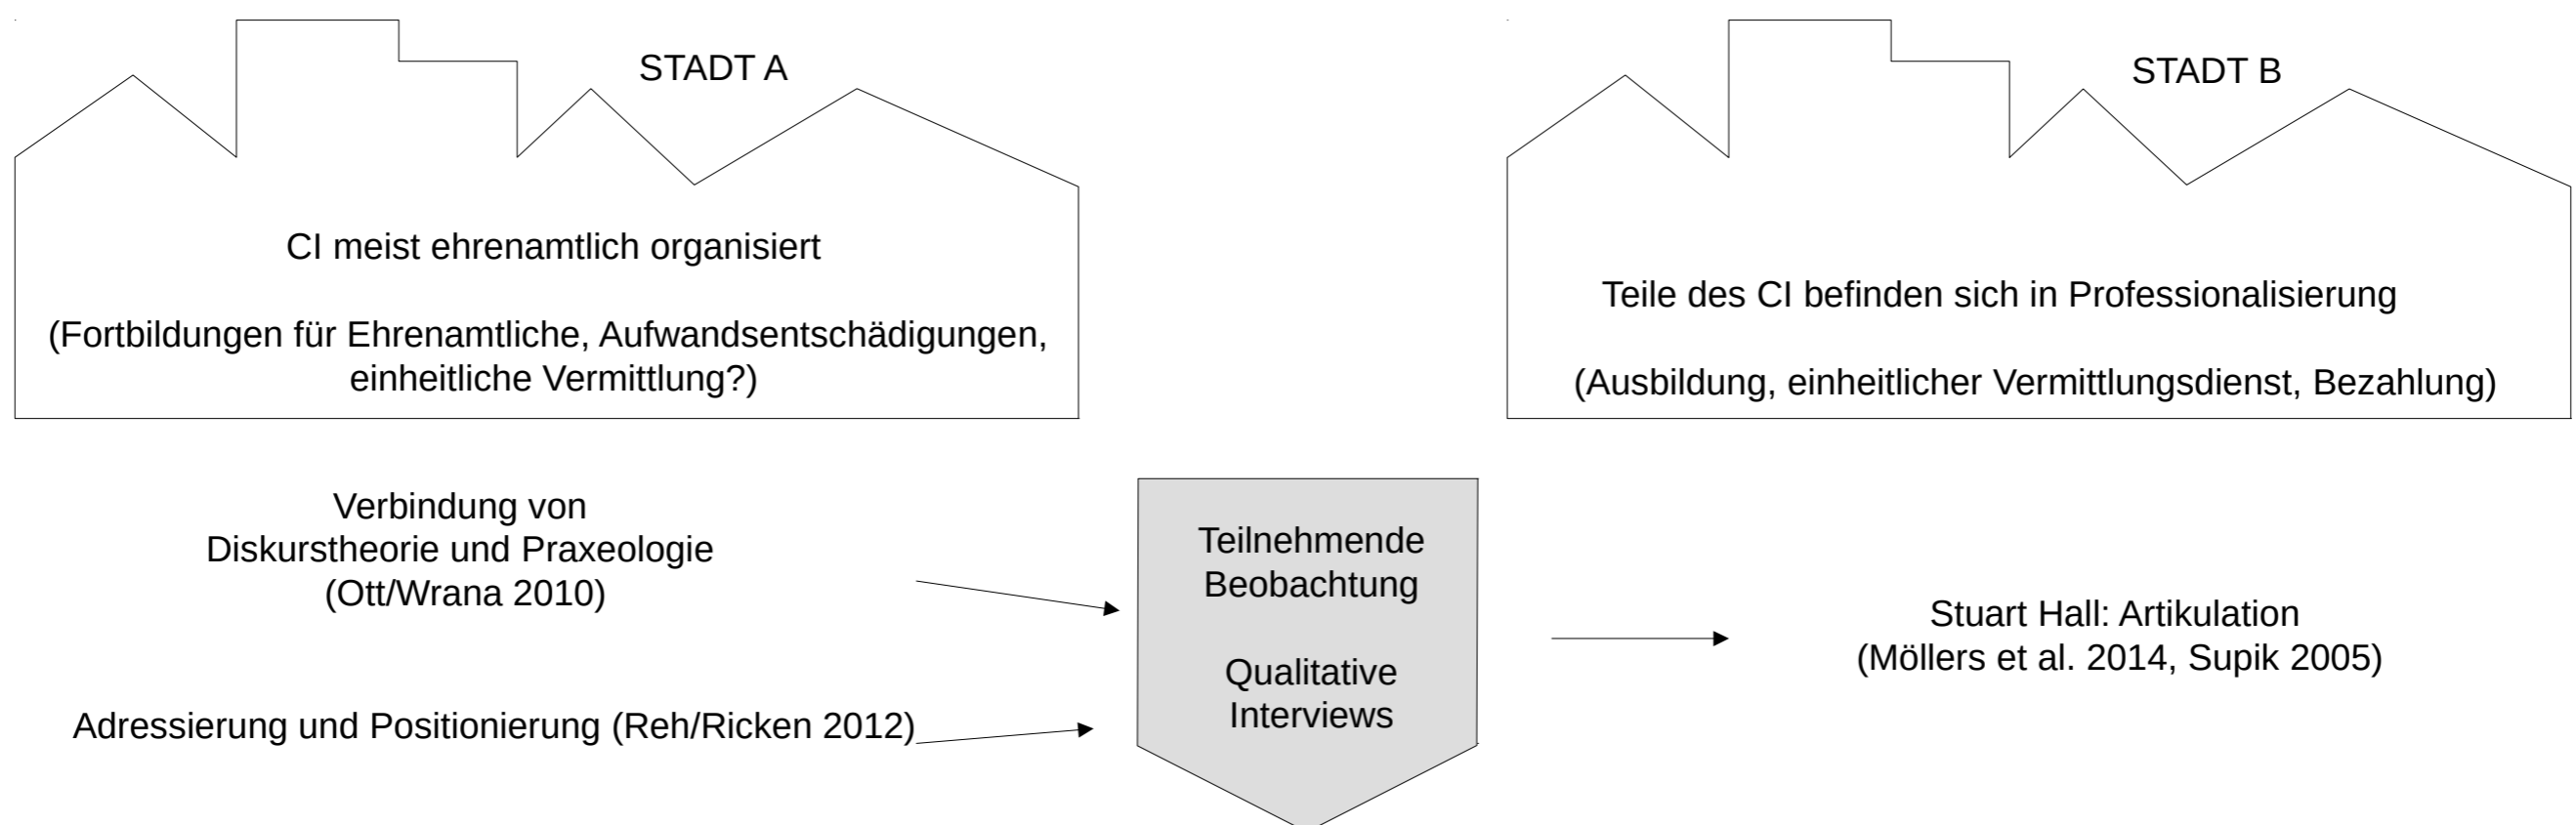 STADT A
CI meist ehrenamtlich organisiert
(Fortbildungen für Ehrenamtliche, Aufwandsentschädigungen,
einheitliche Vermittlung?)
STADT B
Teile des CI befinden sich in Professionalisierung
(Ausbildung, einheitlicher Vermittlungsdienst, Bezahlung)
Verbindung von
Diskurstheorie und Praxeologie
(Ott/Wrana 2010)
Adressierung und Positionierung (Reh/Ricken 2012)
Teilnehmende
Beobachtung
Qualitative
Interviews
Stuart Hall: Artikulation
(Möllers et al. 2014, Supik 2005)